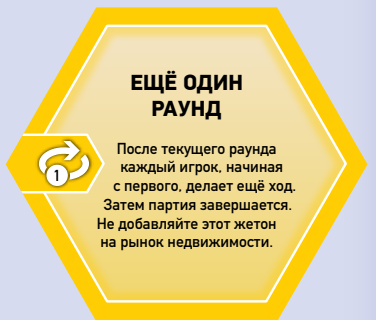 ЕЩЁ ОДИН
РАУНД
После текущего раунда
каждый игрок, начиная
с первого, делает ещё ход.
Затем партия завершается.
Не добавляйте этот жетон
на рынок недвижимости.
1